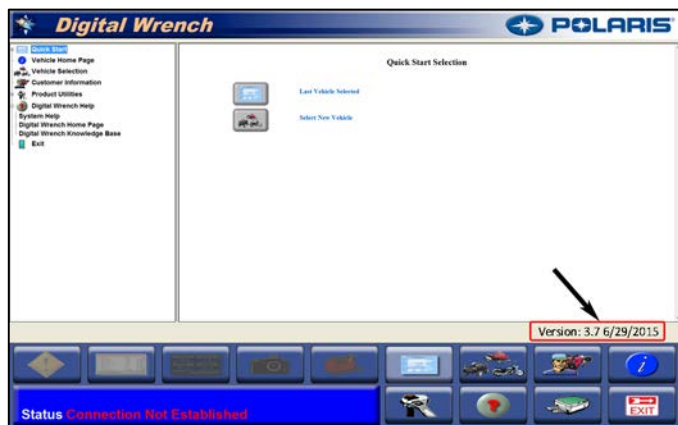 Digital Wrench
POLARIS
Quick Start
Vehicle Home Page
Vehicle Selection
Customer Information
Product Utilities
Digital Wrench Help
System Help
Digital Wrench Home Page
Digital Wrench Knowledge Base
Exit
Quick Start Selection
Last Vehicle Selected
Select New Vehicle
Version: 3.7 6/29/2015
Status Connection Not Established
EXIT